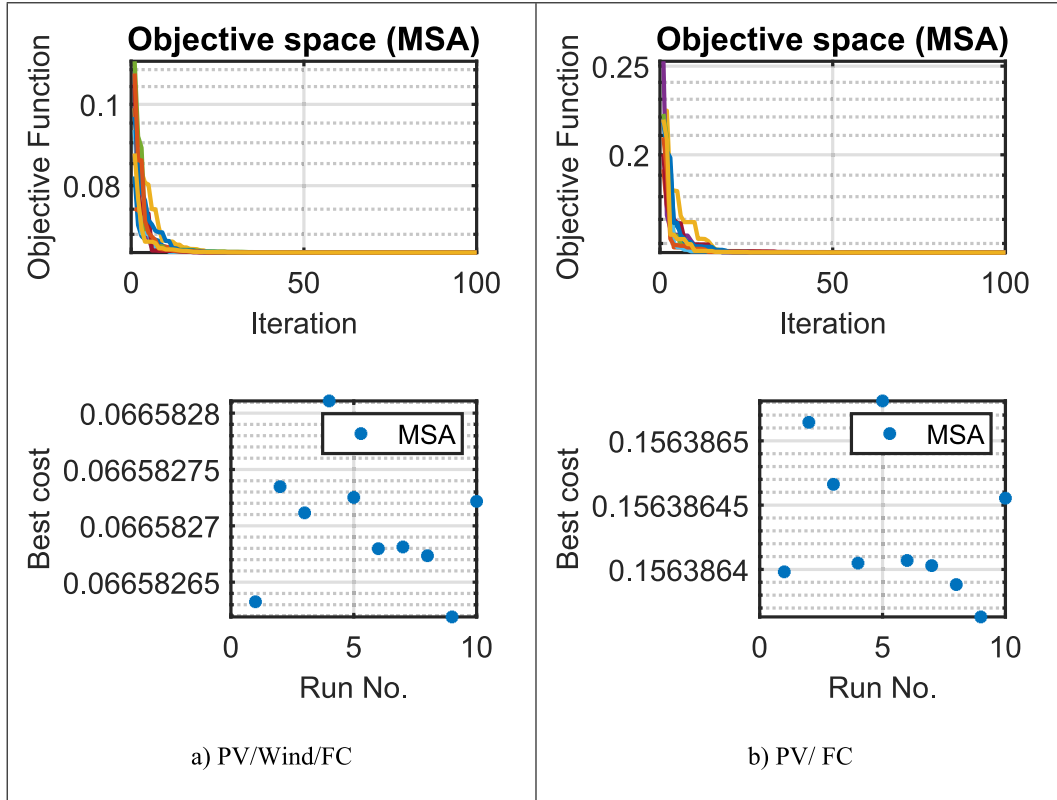 Objective space (MSA)
Objective Function
0.1
0.08
0
50
100
Iteration
Best cost
0.0665828
0.06658275
0.0665827
0.06658265
MSA
0
5
10
Run No.
a) PV/Wind/FC
Objective space (MSA)
Objective Function
0.25
0.2
0
50
100
Iteration
Best cost
0.1563865
0.15638645
0.1563864
MSA
0
5
10
Run No.
b) PV/ FC